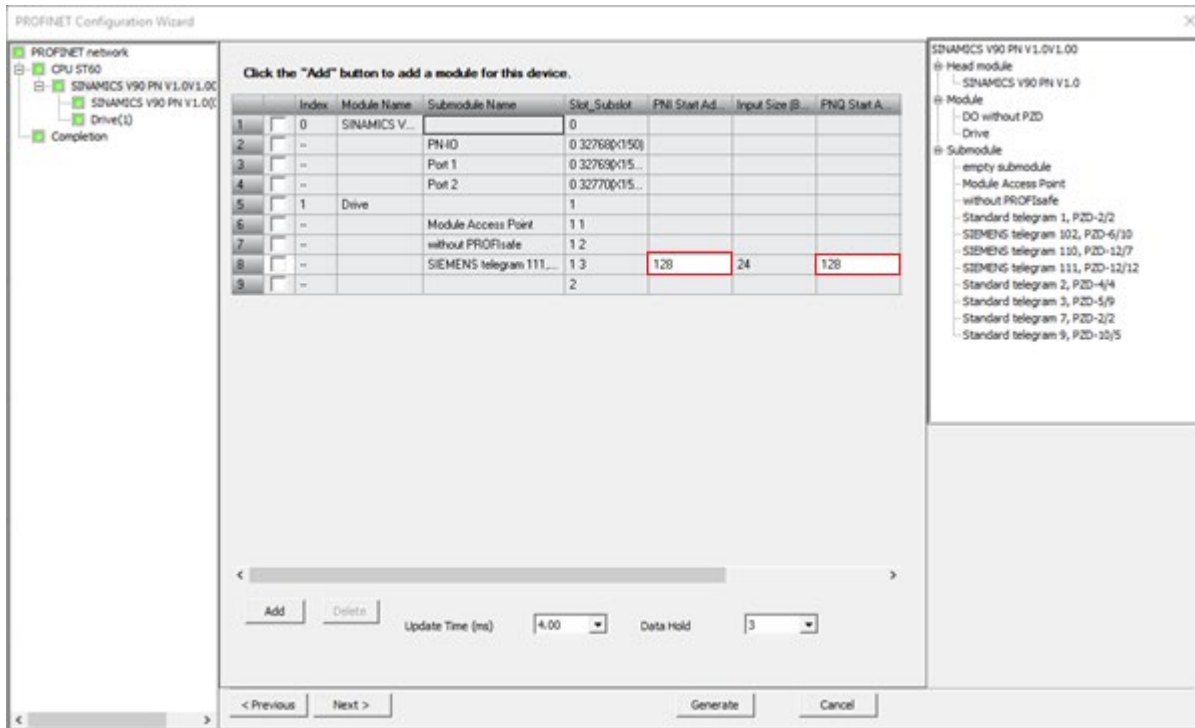 PROFINET Configuration Wizard
PROFINET network
CPU ST60
SINAMICS V90 PN V1.0V1.00
SINAMICS V90 PN V1.0(
Drive(1)
Completion
Click the "Add" button to add a module for this device.
Index Module Name Submodule Name Slot_Subslot PNI Start Ad... Input Size (B... PNQ Start A...
1 0 SINAMICS V... 0
2 -- PN-IO 0 32768(X150)
3 -- Port 1 0 32769(X15...
4 -- Port 2 0 32770(X15...
5 1 Drive 1
6 -- Module Access Point 1 1
7 -- without PROFIsafe 1 2
8 -- SIEMENS telegram 111,... 1 3 128 24 128
9 -- 2
Add Delete Update Time (ms) 4.00 Data Hold 3
< Previous Next > Generate Cancel
SINAMICS V90 PN V1.0V1.00
Head module
SINAMICS V90 PN V1.0
Module
DO without PZD
Drive
Submodule
empty submodule
Module Access Point
without PROFIsafe
Standard telegram 1, PZD-2/2
SIEMENS telegram 102, PZD-6/10
SIEMENS telegram 110, PZD-12/7
SIEMENS telegram 111, PZD-12/12
Standard telegram 2, PZD-4/4
Standard telegram 3, PZD-5/9
Standard telegram 7, PZD-2/2
Standard telegram 9, PZD-10/5